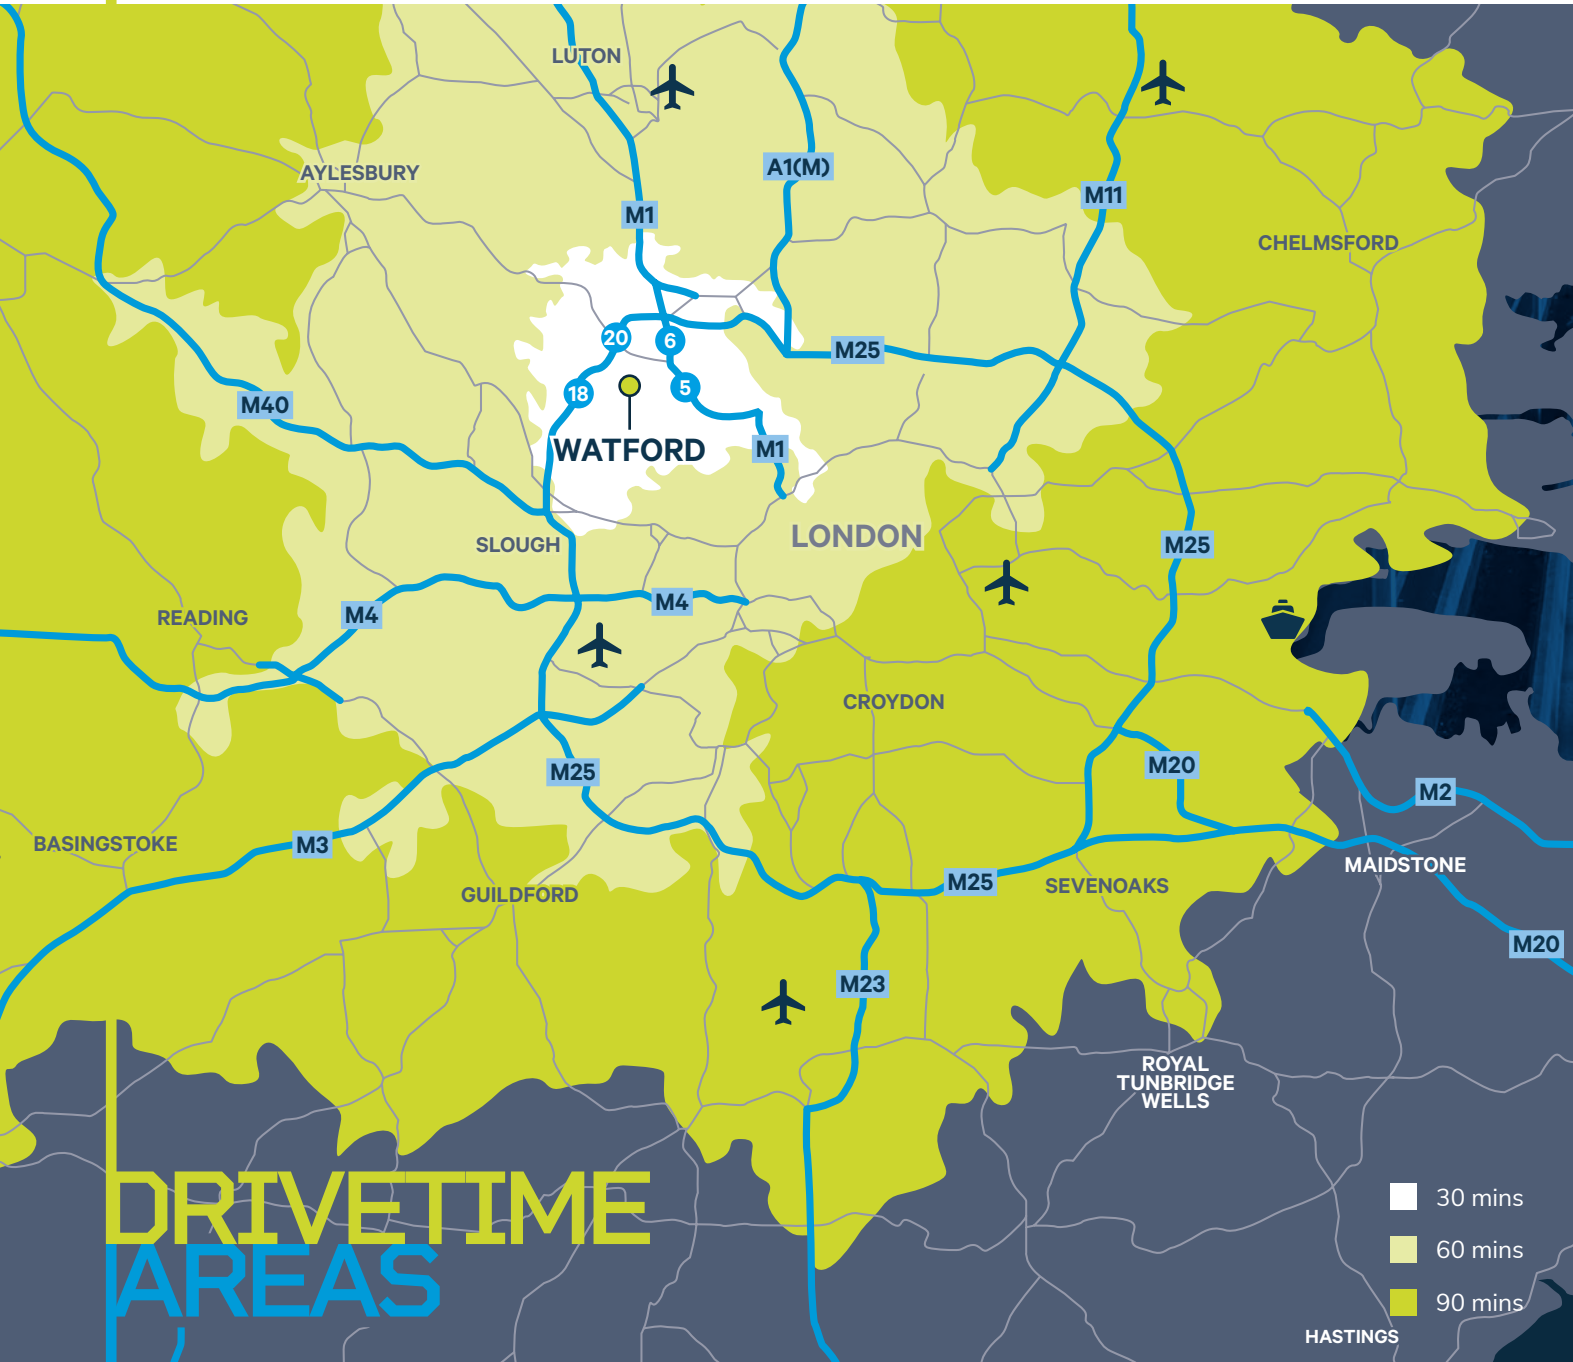 LUTON
A1(M)
AYLESBURY
M1
M11
CHELMSFORD
20
6
M25
18
5
M40
WATFORD
M1
LONDON
SLOUGH
M25
M4
M4
READING
CROYDON
M25
M20
M2
BASINGSTOKE
M3
MAIDSTONE
GUILDFORD
M25
SEVENOAKS
M20
M23
ROYAL
TUNBRIDGE
WELLS
DRIVETIME
AREAS
30 mins
60 mins
90 mins
HASTINGS